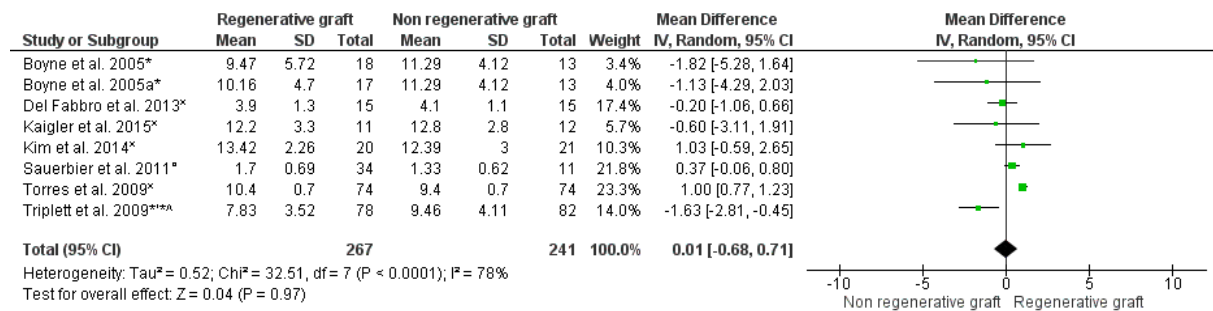 Regenerative graft Non regenerative graft Mean Difference Mean Difference
Study or Subgroup Mean SD Total Mean SD Total Weight IV, Random, 95% CI IV, Random, 95% CI
Boyne et al. 2005* 9.47 5.72 18 11.29 4.12 13 3.4% -1.82 [-5.28, 1.64]
Boyne et al. 2005a* 10.16 4.7 17 11.29 4.12 13 4.0% -1.13 [-4.29, 2.03]
Del Fabbro et al. 2013ˣ 3.9 1.3 15 4.1 1.1 15 17.4% -0.20 [-1.06, 0.66]
Kaigler et al. 2015ˣ 12.2 3.3 11 12.8 2.8 12 5.7% -0.60 [-3.11, 1.91]
Kim et al. 2014ˣ 13.42 2.26 20 12.39 3 21 10.3% 1.03 [-0.59, 2.65]
Sauerbier et al. 2011ª 1.7 0.69 34 1.33 0.62 11 21.8% 0.37 [-0.06, 0.80]
Torres et al. 2009ˣ 10.4 0.7 74 9.4 0.7 74 23.3% 1.00 [0.77, 1.23]
Triplett et al. 2009*'*^ 7.83 3.52 78 9.46 4.11 82 14.0% -1.63 [-2.81, -0.45]
Total (95% CI) 267 241 100.0% 0.01 [-0.68, 0.71]
Heterogeneity: Tau² = 0.52; Chi² = 32.51, df = 7 (P < 0.0001); I² = 78%
Test for overall effect: Z = 0.04 (P = 0.97)
-10 -5 0 5 10
Non regenerative graft Regenerative graft